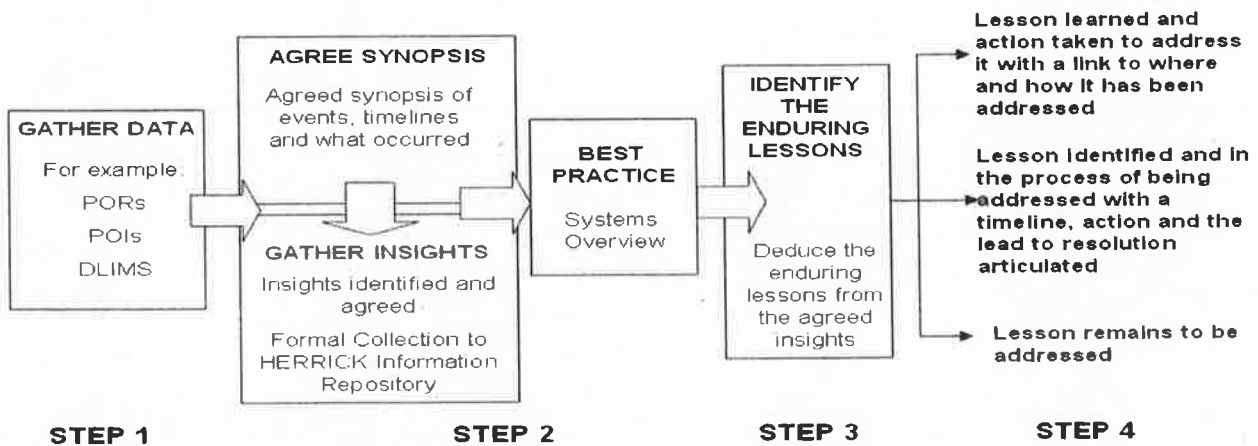 GATHER DATA
For example:
PORs
POIs
DLIMS
AGREE SYNOPSIS
Agreed synopsis of
events, timelines
and what occurred
GATHER INSIGHTS
Insights identified and
agreed
Formal Collection to
HERRICK Information
Repository
BEST
PRACTICE
Systems
Overview
IDENTIFY
THE
ENDURING
LESSONS
Deduce the
enduring
lessons from
the agreed
insights
Lesson learned and
action taken to address
it with a link to where
and how it has been
addressed
Lesson identified and in
the process of being
addressed with a
timeline, action and the
lead to resolution
articulated
Lesson remains to be
addressed
STEP 1
STEP 2
STEP 3
STEP 4